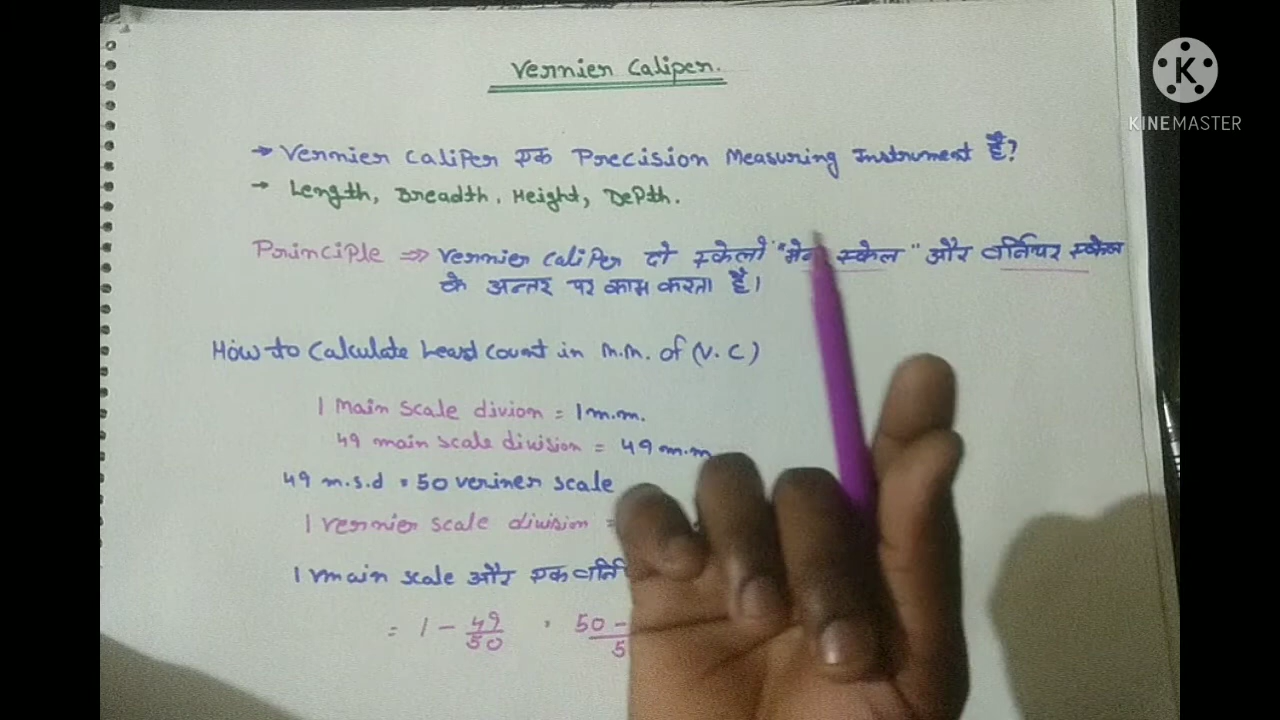 Vernier Caliper.
KINEMASTER
→ Vernier Caliper एक Precision Measuring Instrument है?
→ Length, Breadth, Height, Depth.
Principle ⇒ Vernier Caliper दो स्केलो "मेन स्केल" और वर्नियर स्केल
के अन्तर पर काम करता है।
How to Calculate Least Count in m.m. of (V.C)
1 Main scale divion = 1 m.m.
49 main scale division = 49 m.m
49 m.s.d = 50 veriner scale
1 vernier scale division =
1 main scale और एक
= 1 - 49/50 = 50 -